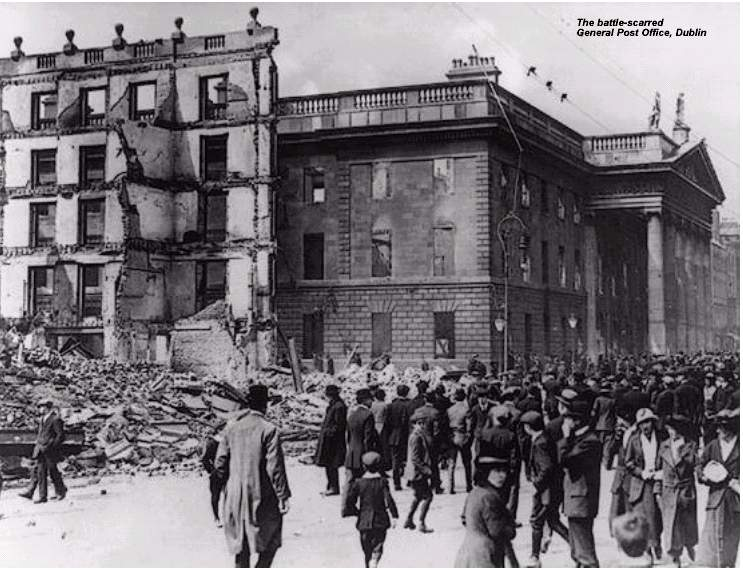 The battle-scarred
General Post Office, Dublin